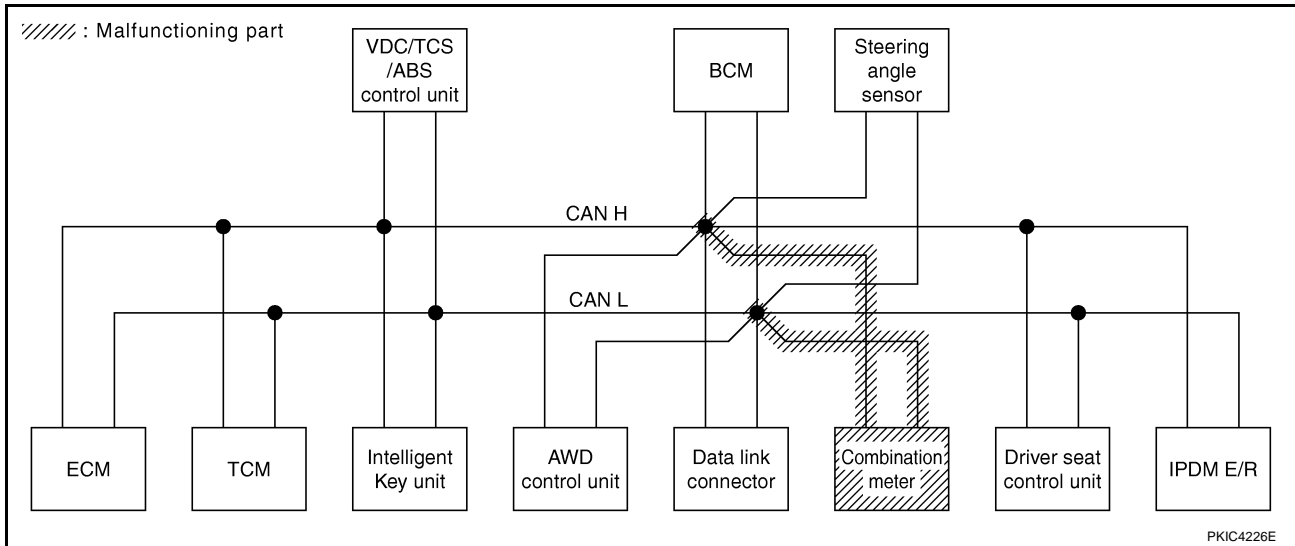 : Malfunctioning part
VDC/TCS
/ABS
control unit
BCM
Steering
angle
sensor
CAN H
CAN L
ECM
TCM
Intelligent
Key unit
AWD
control unit
Data link
connector
Combination
meter
Driver seat
control unit
IPDM E/R
PKIC4226E